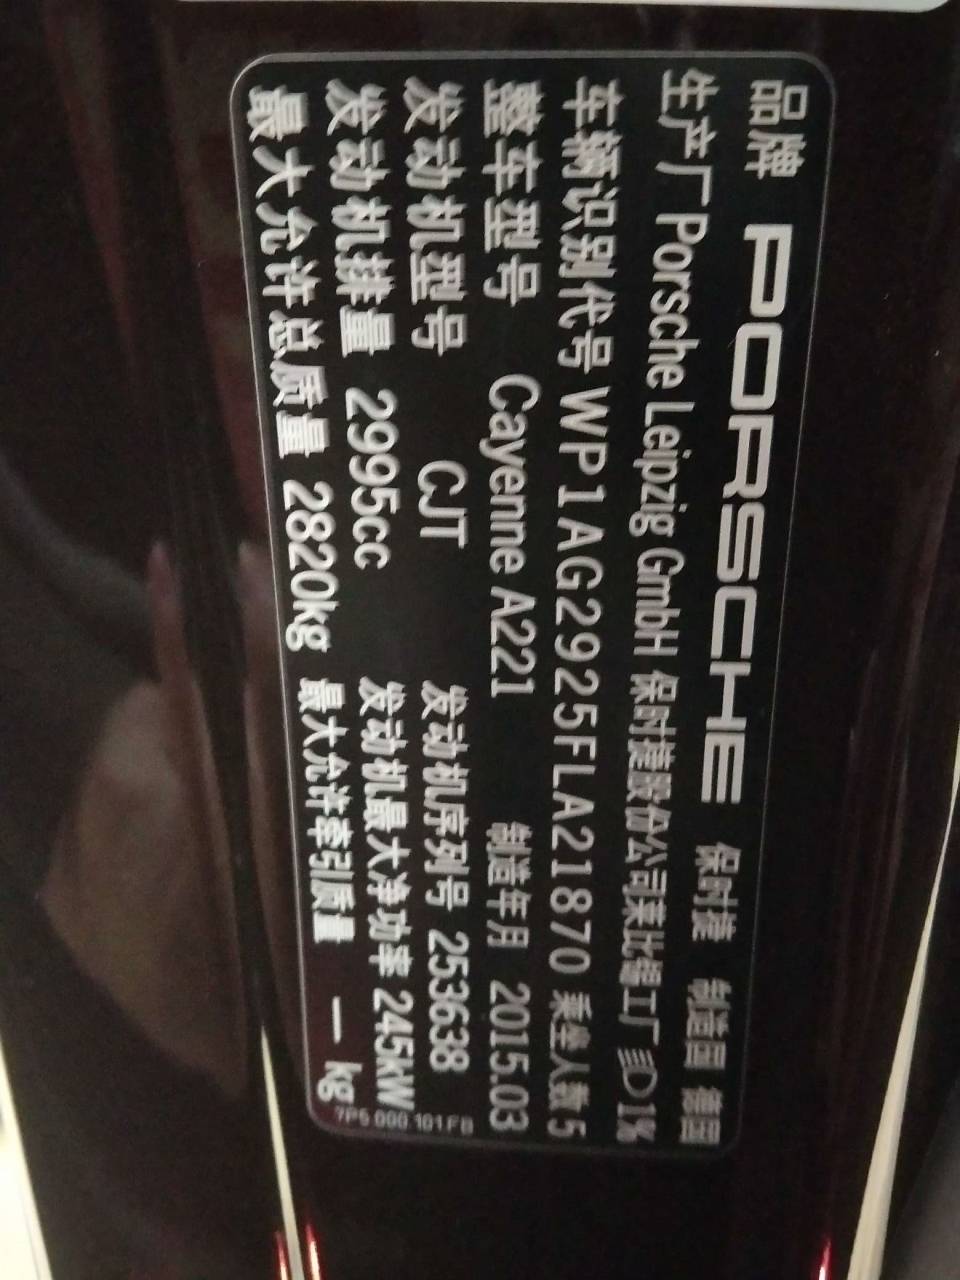 品牌 PORSCHE 保时捷 制造国 德国
生产厂 Porsche Leipzig GmbH 保时捷股份公司莱比锡工厂 1%
车辆识别代号 WP1AG2925FLA21870 乘坐人数 5
整车型号 Cayenne A221 制造年月 2015.03
发动机型号 CJT 发动机序列号 253638
发动机排量 2995cc 发动机最大净功率 245kW
最大允许总质量 2820kg 最大允许牵引质量 — kg
7P5.000.101.FB